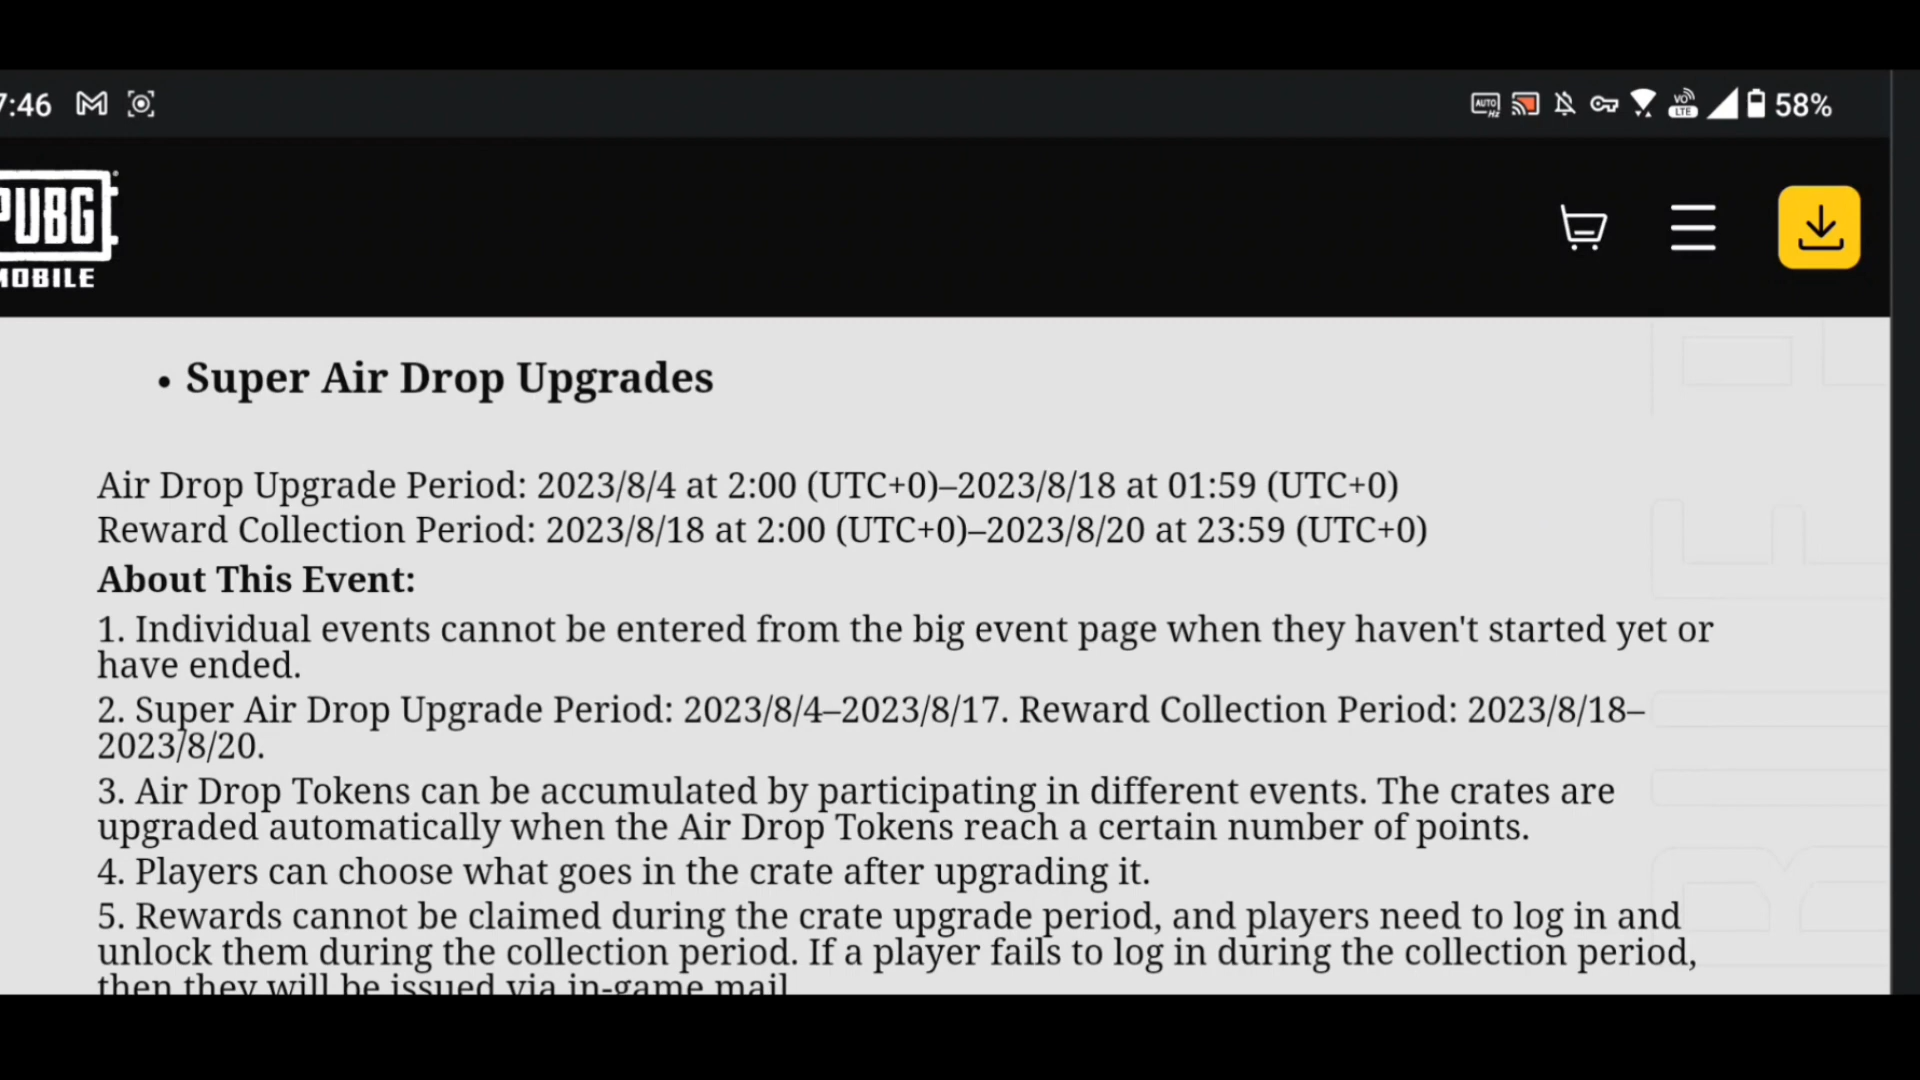 7:46
58%
PUBG
MOBILE
• Super Air Drop Upgrades
Air Drop Upgrade Period: 2023/8/4 at 2:00 (UTC+0)–2023/8/18 at 01:59 (UTC+0)
Reward Collection Period: 2023/8/18 at 2:00 (UTC+0)–2023/8/20 at 23:59 (UTC+0)
About This Event:
1. Individual events cannot be entered from the big event page when they haven't started yet or
have ended.
2. Super Air Drop Upgrade Period: 2023/8/4–2023/8/17. Reward Collection Period: 2023/8/18–
2023/8/20.
3. Air Drop Tokens can be accumulated by participating in different events. The crates are
upgraded automatically when the Air Drop Tokens reach a certain number of points.
4. Players can choose what goes in the crate after upgrading it.
5. Rewards cannot be claimed during the crate upgrade period, and players need to log in and
unlock them during the collection period. If a player fails to log in during the collection period,
then they will be issued via in-game mail